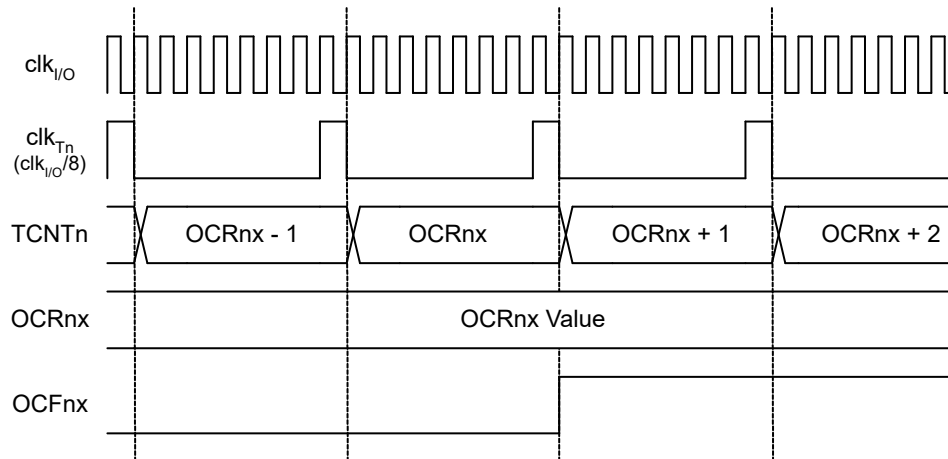 clkI/O
clkTn
(clkI/O/8)
TCNTn OCRnx - 1 OCRnx OCRnx + 1 OCRnx + 2
OCRnx OCRnx Value
OCFnx